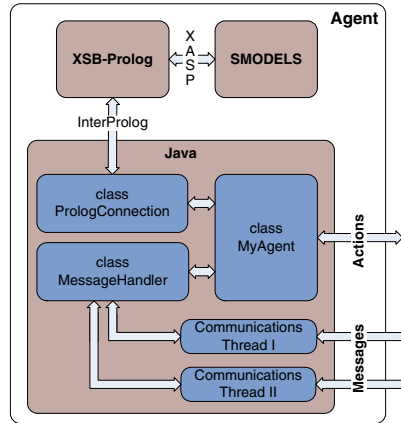 Agent
XSB-Prolog
X
A
S
P
SMODELS
InterProlog
Java
class
PrologConnection
class
MyAgent
class
MessageHandler
Actions
Communications
Thread I
Communications
Thread II
Messages